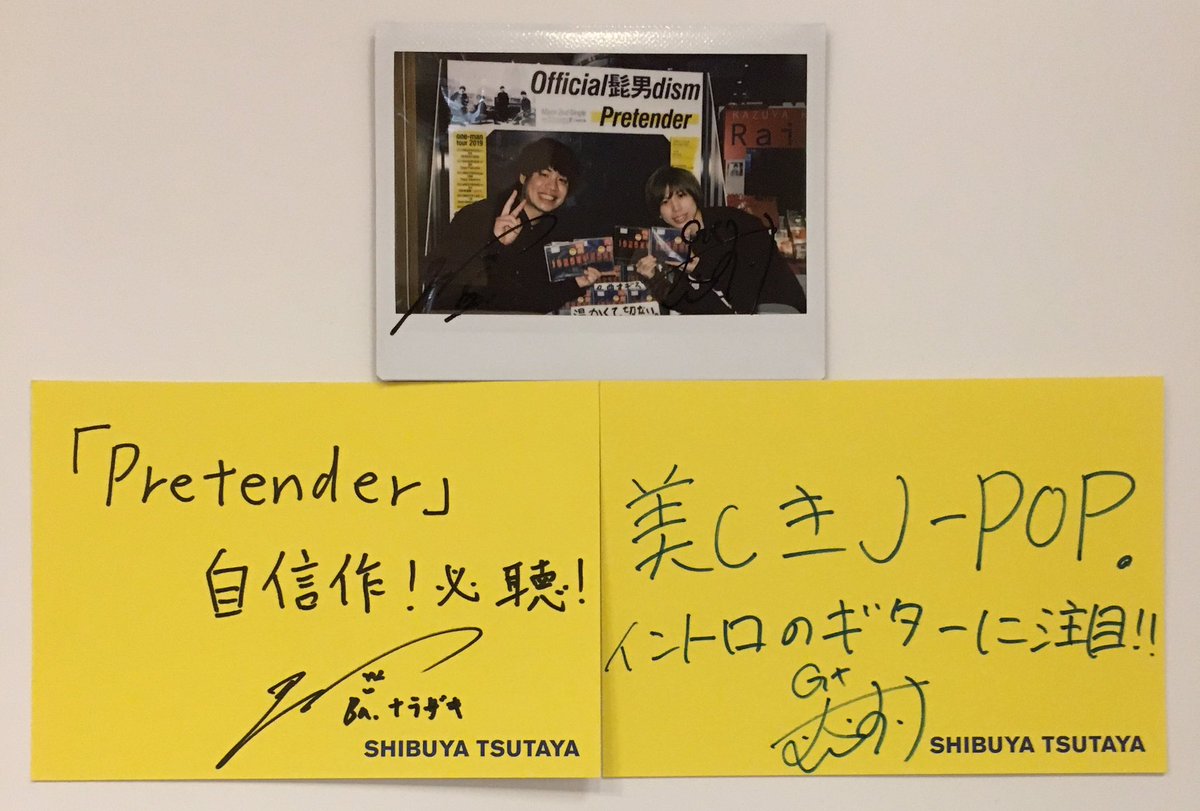 Official髭男dism
Pretender
one-man
tour 2019
Rai
温かくて、切ない。
「Pretender」
自信作!必聴!
Ba.ナラザキ
SHIBUYA TSUTAYA
美しきJ-POP.
イントロのギターに注目!!
Gt
SHIBUYA TSUTAYA